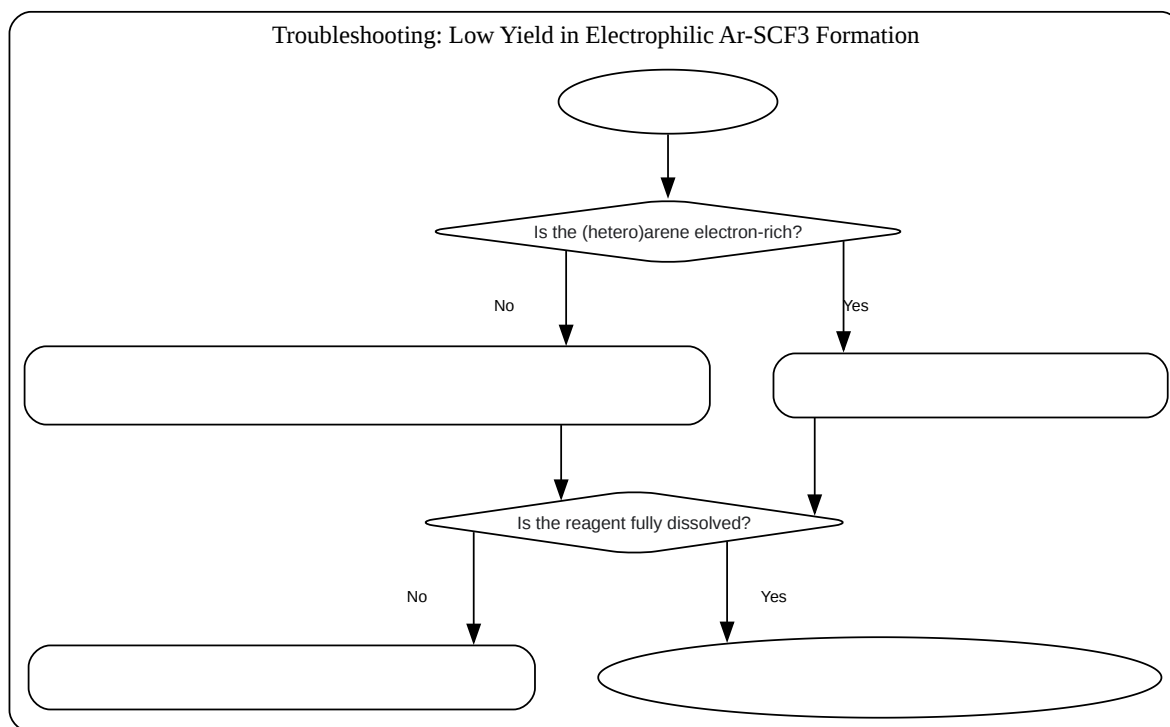 Troubleshooting: Low Yield in Electrophilic Ar-SCF3 Formation
Is the (hetero)arene electron-rich?
No
Yes
Is the reagent fully dissolved?
No
Yes